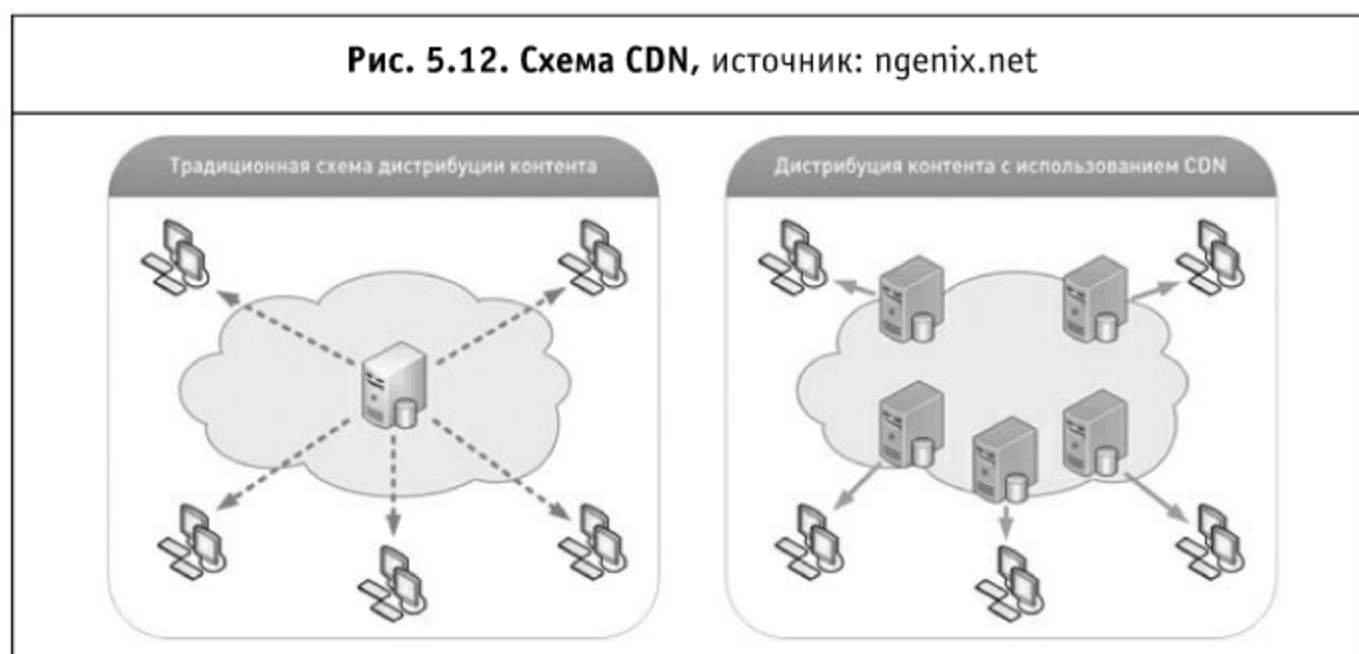 Рис. 5.12. Схема CDN, источник: ngenix.net
Традиционная схема дистрибуции контента
Дистрибуция контента с использованием CDN